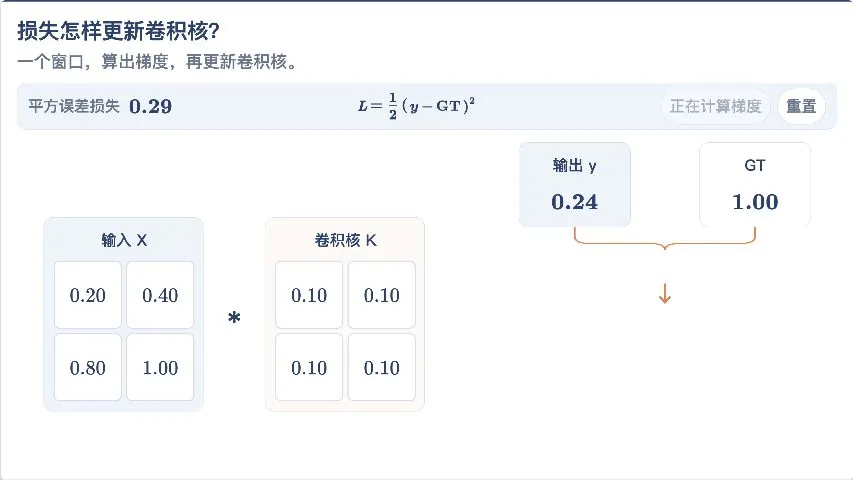 损失怎样更新卷积核?
一个窗口，算出梯度，再更新卷积核。
平方误差损失 0.29
L = 1/2 (y − GT)²
正在计算梯度
重置
输出 y
0.24
GT
1.00
输入 X
0.20 0.40
0.80 1.00
*
卷积核 K
0.10 0.10
0.10 0.10